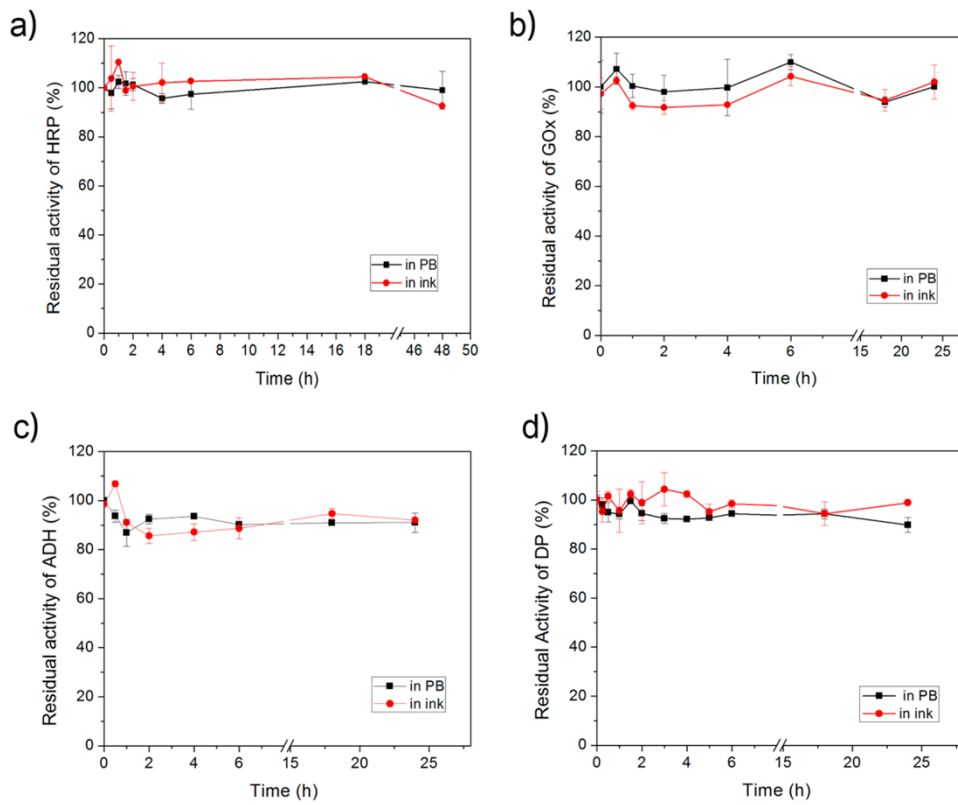 a)
Residual activity of HRP (%)
120
100
80
60
40
20
0
in PB
in ink
0 2 4 6 8 10 12 14 16 18 46 48 50
Time (h)
b)
Residual activity of GOx (%)
120
100
80
60
40
20
0
in PB
in ink
0 2 4 6 15 20 25
Time (h)
c)
Residual activity of ADH (%)
120
100
80
60
40
20
0
in PB
in ink
0 2 4 6 15 20 25
Time (h)
d)
Residual Activity of DP (%)
120
100
80
60
40
20
0
in PB
in ink
0 2 4 6 15 20 25
Time (h)